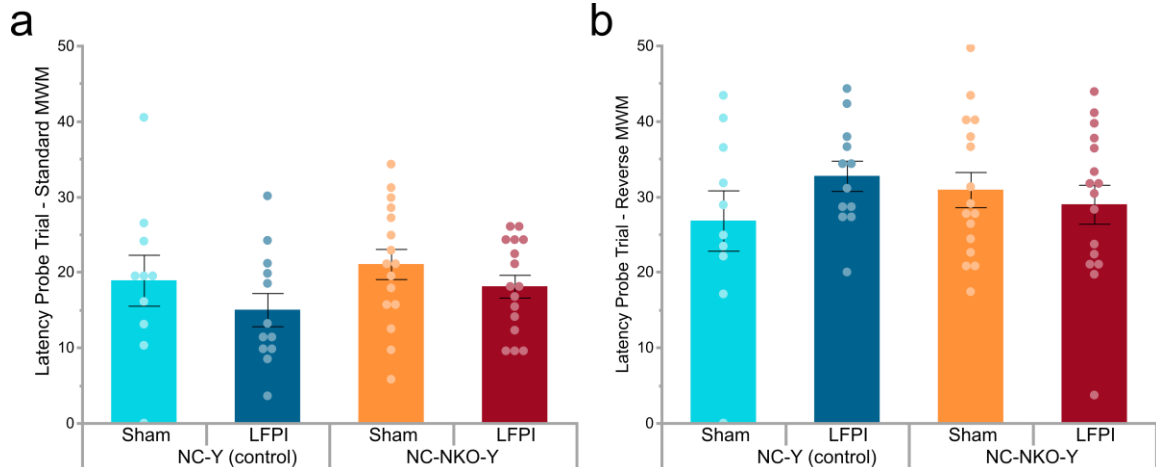 a
Latency Probe Trial - Standard MWM
50
40
30
20
10
0
Sham LFPI Sham LFPI
NC-Y (control) NC-NKO-Y
b
Latency Probe Trial - Reverse MWM
50
40
30
20
10
0
Sham LFPI Sham LFPI
NC-Y (control) NC-NKO-Y